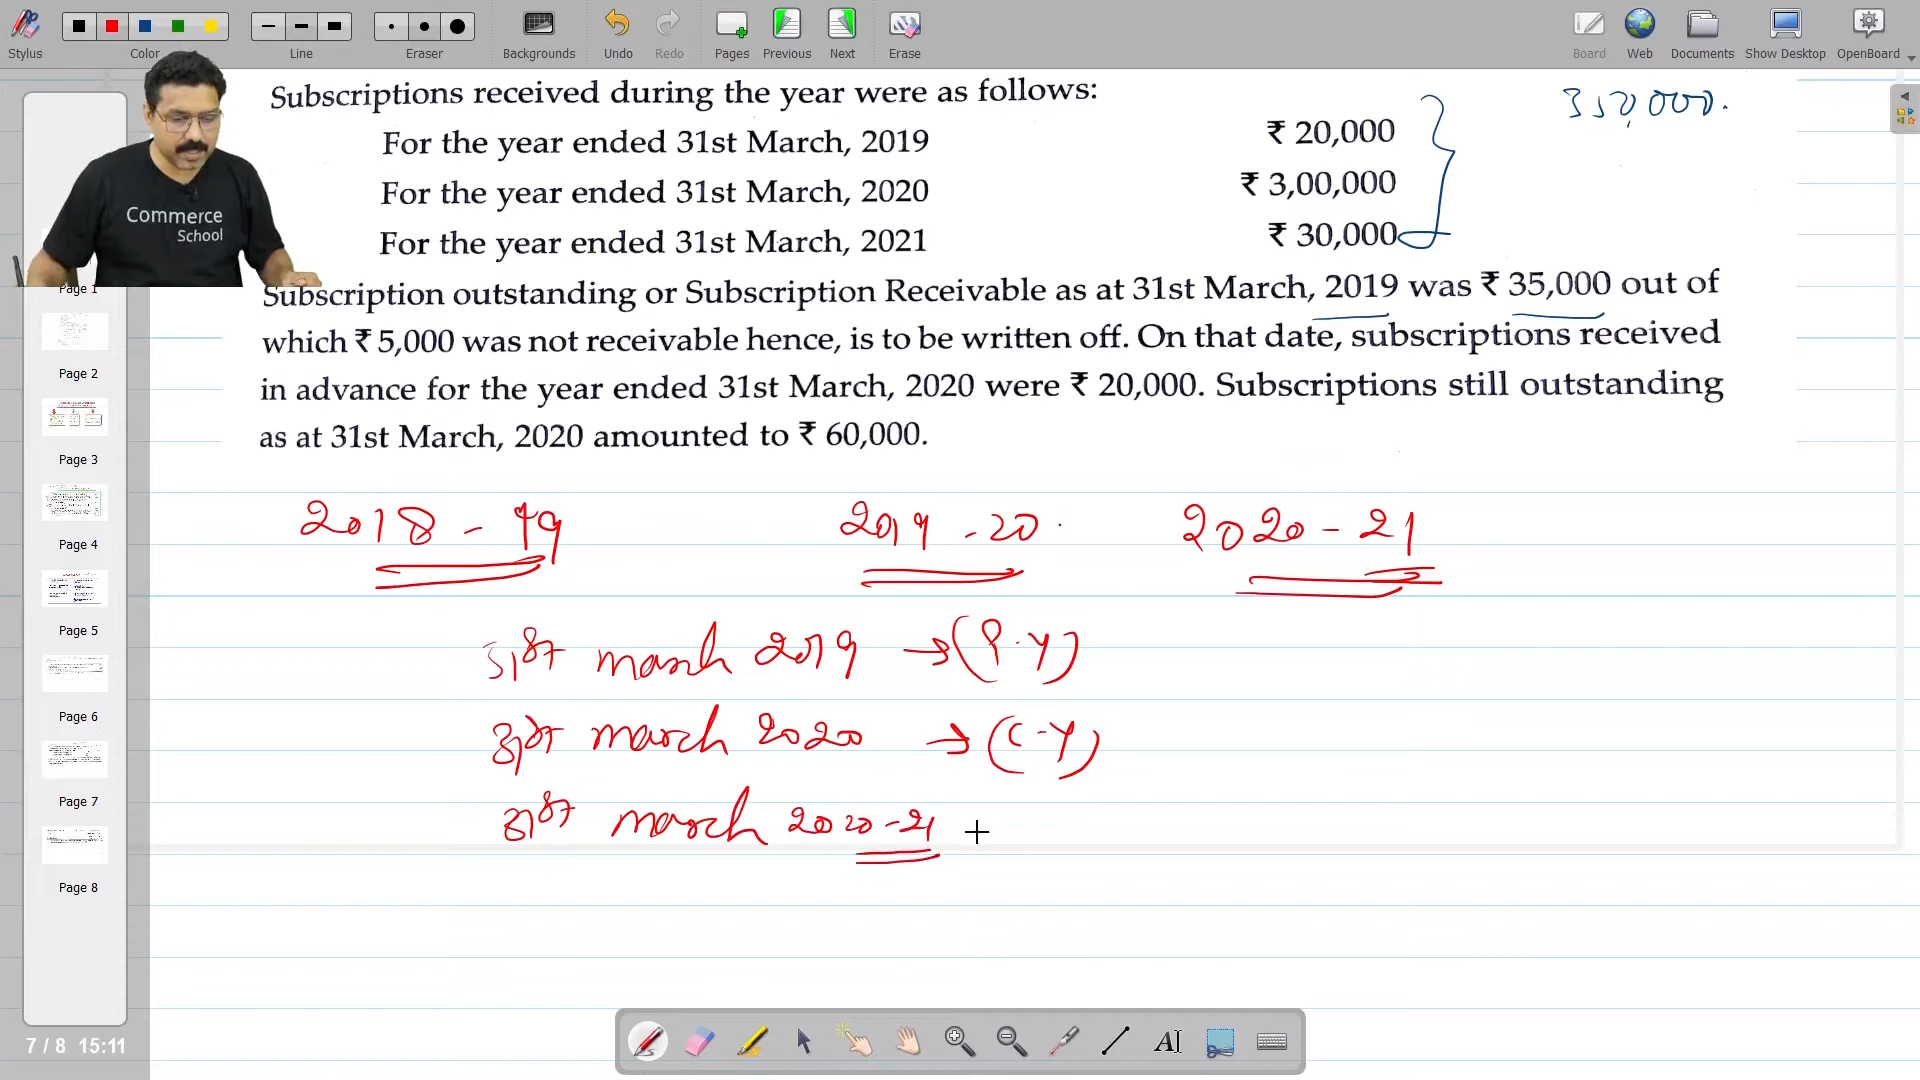 Stylus
Color
Line
Eraser
Backgrounds
Undo
Redo
Pages
Previous
Next
Erase
Board
Web
Documents
Show Desktop
OpenBoard
Commerce
School
Subscriptions received during the year were as follows:
For the year ended 31st March, 2019 ₹ 20,000
For the year ended 31st March, 2020 ₹ 3,00,000
For the year ended 31st March, 2021 ₹ 30,000
350,000.
Subscription outstanding or Subscription Receivable as at 31st March, 2019 was ₹ 35,000 out of
which ₹ 5,000 was not receivable hence, is to be written off. On that date, subscriptions received
in advance for the year ended 31st March, 2020 were ₹ 20,000. Subscriptions still outstanding
as at 31st March, 2020 amounted to ₹ 60,000.
2018 - 19 2019 - 20 2020 - 21
31st march 2019 → (P.Y)
31st march 2020 → (C-Y)
31st march 2020-21
Page 1
Page 2
Page 3
Page 4
Page 5
Page 6
Page 7
Page 8
7 / 8 15:11